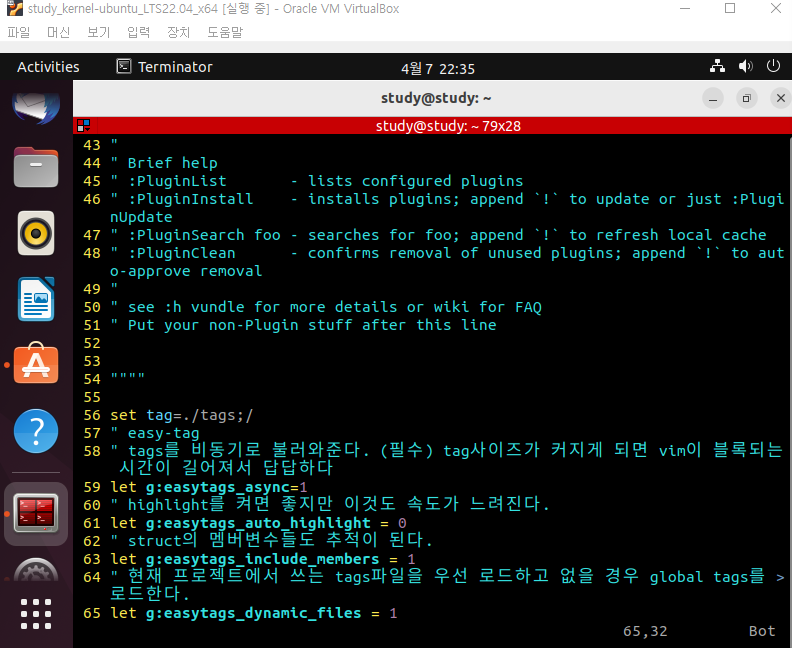 study_kernel-ubuntu_LTS22.04_x64 [실행 중] - Oracle VM VirtualBox
파일 머신 보기 입력 장치 도움말
Activities Terminator 4월 7 22:35
study@study: ~
study@study: ~ 79x28
43 "
44 " Brief help
45 " :PluginList       - lists configured plugins
46 " :PluginInstall    - installs plugins; append `!` to update or just :Plugi
nUpdate
47 " :PluginSearch foo - searches for foo; append `!` to refresh local cache
48 " :PluginClean      - confirms removal of unused plugins; append `!` to aut
o-approve removal
49 "
50 " see :h vundle for more details or wiki for FAQ
51 " Put your non-Plugin stuff after this line
52
53
54 """"
55
56 set tag=./tags;/
57 " easy-tag
58 " tags를 비동기로 불러와준다. (필수) tag사이즈가 커지게 되면 vim이 블록되는
시간이 길어져서 답답하다
59 let g:easytags_async=1
60 " highlight를 켜면 좋지만 이것도 속도가 느려진다.
61 let g:easytags_auto_highlight = 0
62 " struct의 멤버변수들도 추적이 된다.
63 let g:easytags_include_members = 1
64 " 현재 프로젝트에서 쓰는 tags파일을 우선 로드하고 없을 경우 global tags를 >
로드한다.
65 let g:easytags_dynamic_files = 1
65,32 Bot